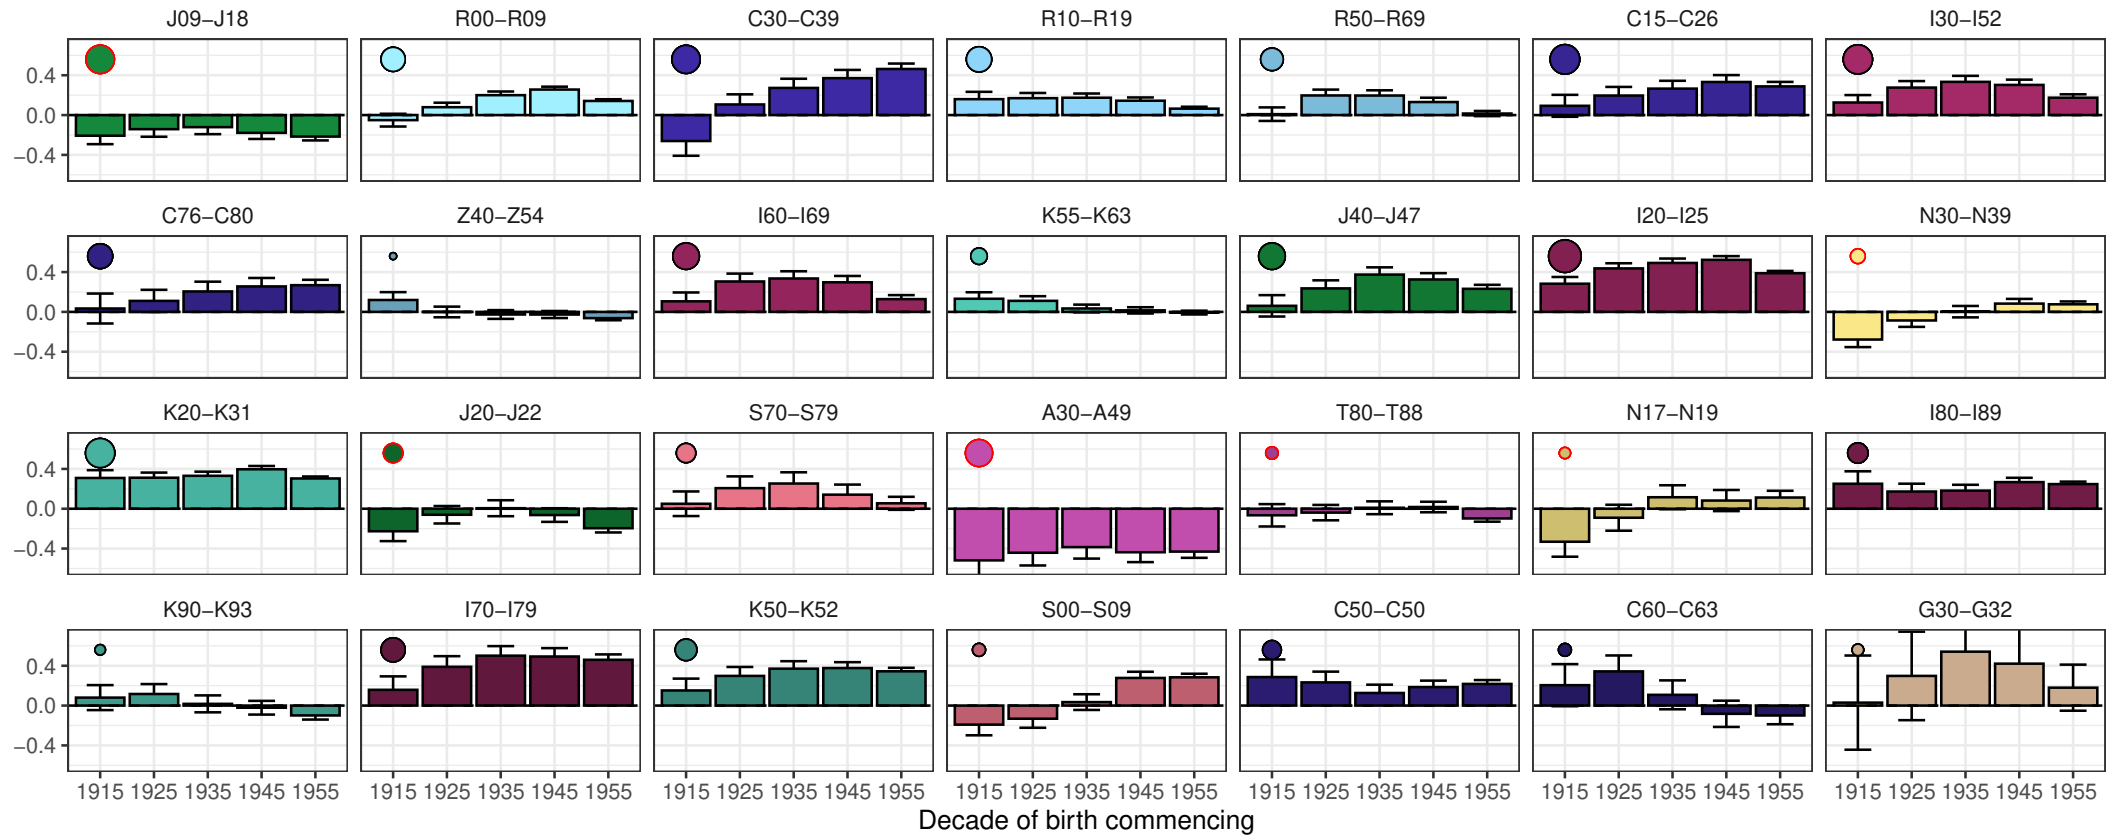 J09−J18 R00−R09 C30−C39 R10−R19 R50−R69 C15−C26 I30−I52
0.4
0.0
−0.4
C76−C80 Z40−Z54 I60−I69 K55−K63 J40−J47 I20−I25 N30−N39
0.4
0.0
−0.4
K20−K31 J20−J22 S70−S79 A30−A49 T80−T88 N17−N19 I80−I89
0.4
0.0
−0.4
K90−K93 I70−I79 K50−K52 S00−S09 C50−C50 C60−C63 G30−G32
0.4
0.0
−0.4
1915 1925 1935 1945 1955 1915 1925 1935 1945 1955 1915 1925 1935 1945 1955 1915 1925 1935 1945 1955 1915 1925 1935 1945 1955 1915 1925 1935 1945 1955 1915 1925 1935 1945 1955
Decade of birth commencing